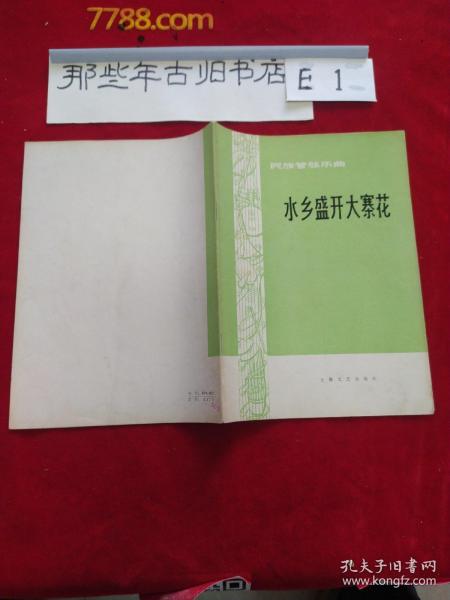 7788.com
那些年古旧书店
E 1
民族管弦乐曲
水乡盛开大寨花
上海文艺出版社
孔夫子旧书网
www.kongfz.com